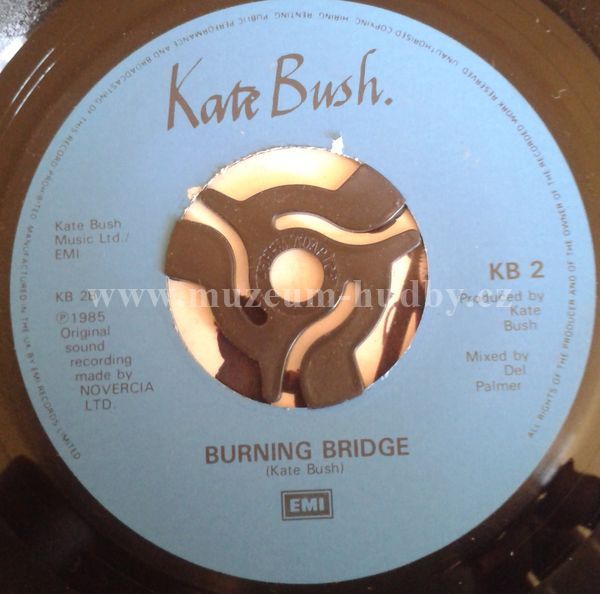 Kate Bush.
Kate Bush
Music Ltd./
EMI
KB 2B
℗1985
Original
sound
recording
made by
NOVERCIA
LTD.
KB 2
Produced by
Kate
Bush
Mixed by
Del
Palmer
BURNING BRIDGE
(Kate Bush)
EMI
ALL RIGHTS OF THE PRODUCER AND OF THE OWNER OF THE RECORDED WORK RESERVED UNAUTHORISED COPYING HIRING RENTING PUBLIC PERFORMANCE AND BROADCASTING OF THIS RECORD PROHIBITED MANUFACTURED IN THE UK BY EMI RECORDS LIMITED
www.muzeum-hudby.cz